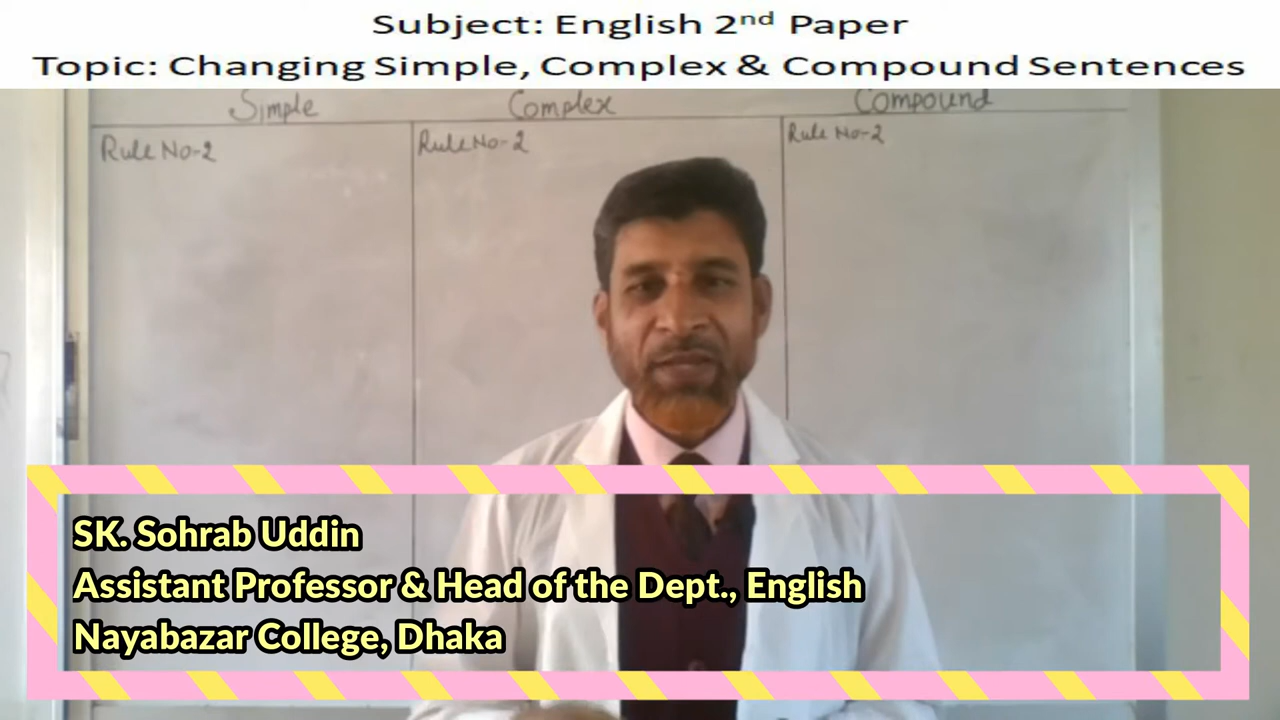 Subject: English 2nd Paper
Topic: Changing Simple, Complex & Compound Sentences
Simple Complex Compound
Rule No-2 Rule No-2 Rule No-2
SK. Sohrab Uddin
Assistant Professor & Head of the Dept., English
Nayabazar College, Dhaka